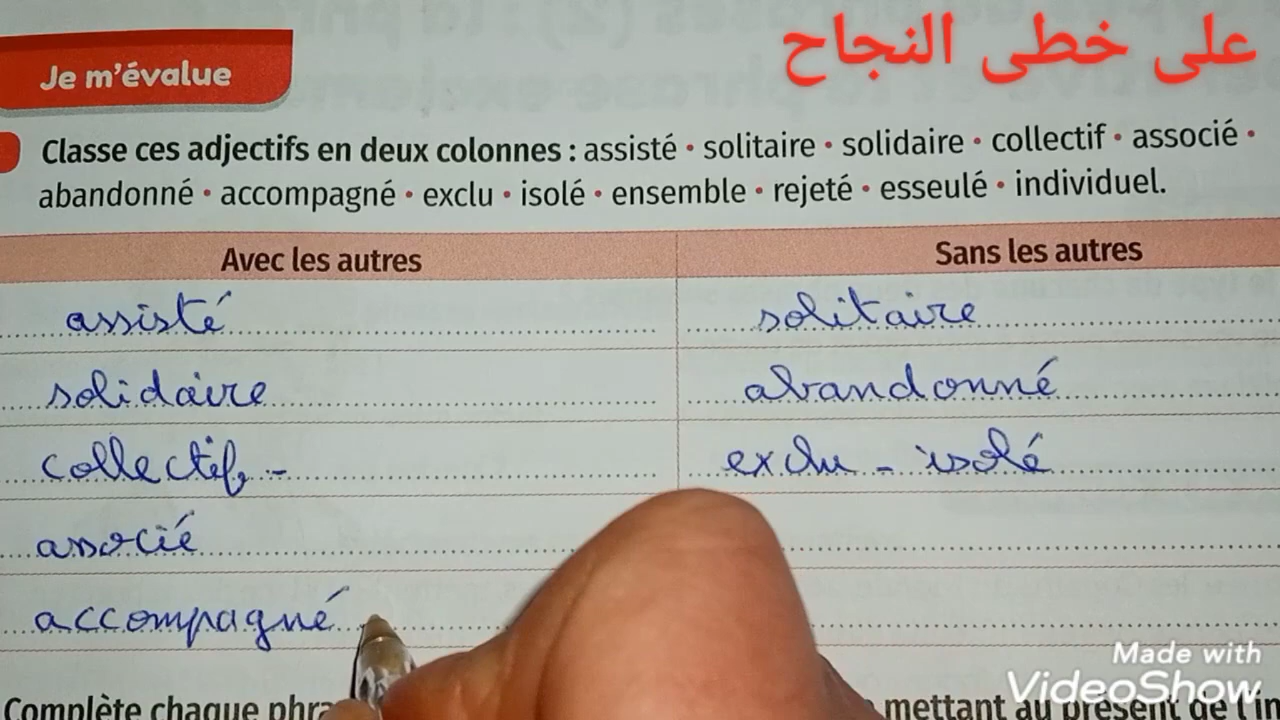 على خطى النجاح
Je m'évalue
Classe ces adjectifs en deux colonnes : assisté • solitaire • solidaire • collectif • associé •
abandonné • accompagné • exclu • isolé • ensemble • rejeté • esseulé • individuel.
Avec les autres Sans les autres
assisté solitaire
solidaire abandonné
collectif - exclu - isolé
associé
accompagné
Made with
VideoShow
Complète chaque mettant au présent de